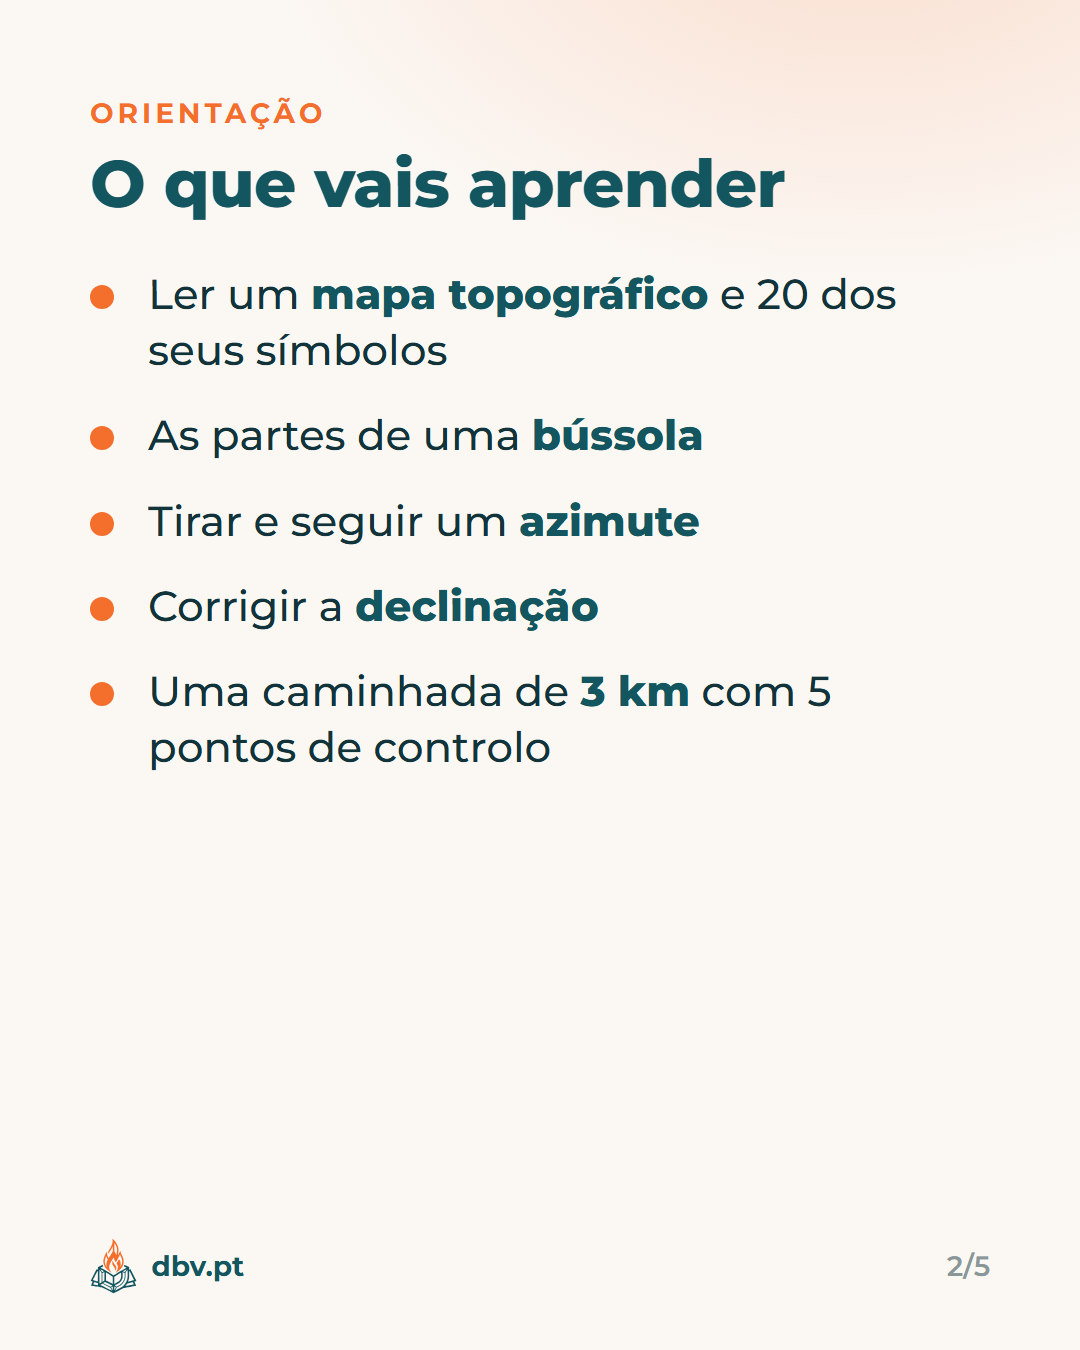 ORIENTAÇÃO
O que vais aprender
Ler um mapa topográfico e 20 dos
seus símbolos
As partes de uma bússola
Tirar e seguir um azimute
Corrigir a declinação
Uma caminhada de 3 km com 5
pontos de controlo
dbv.pt
2/5